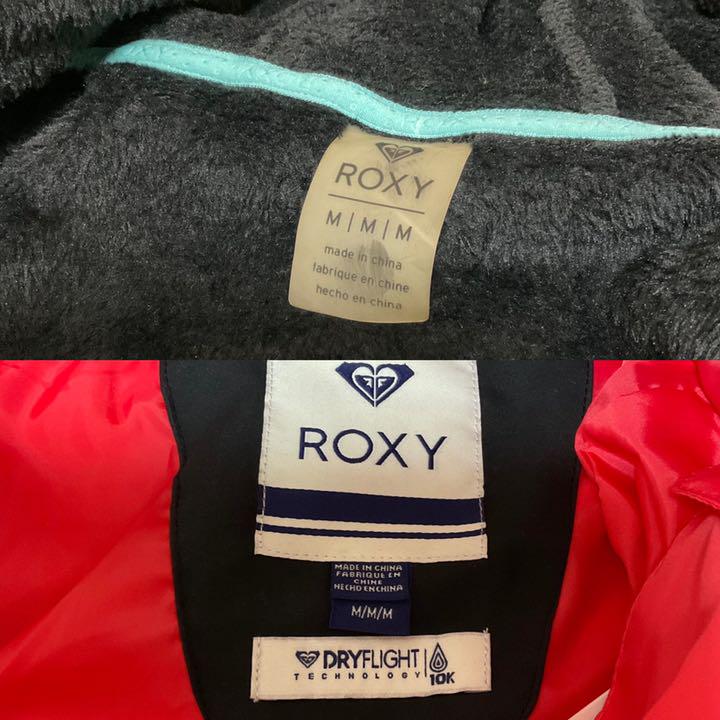 ROXY
M|M|M
made in china
fabriqué en chine
hecho en china
ROXY
MADE IN CHINA
FABRIQUÉ EN
CHINE
HECHO EN CHINA
M/M/M
DRYFLIGHT
TECHNOLOGY
10K